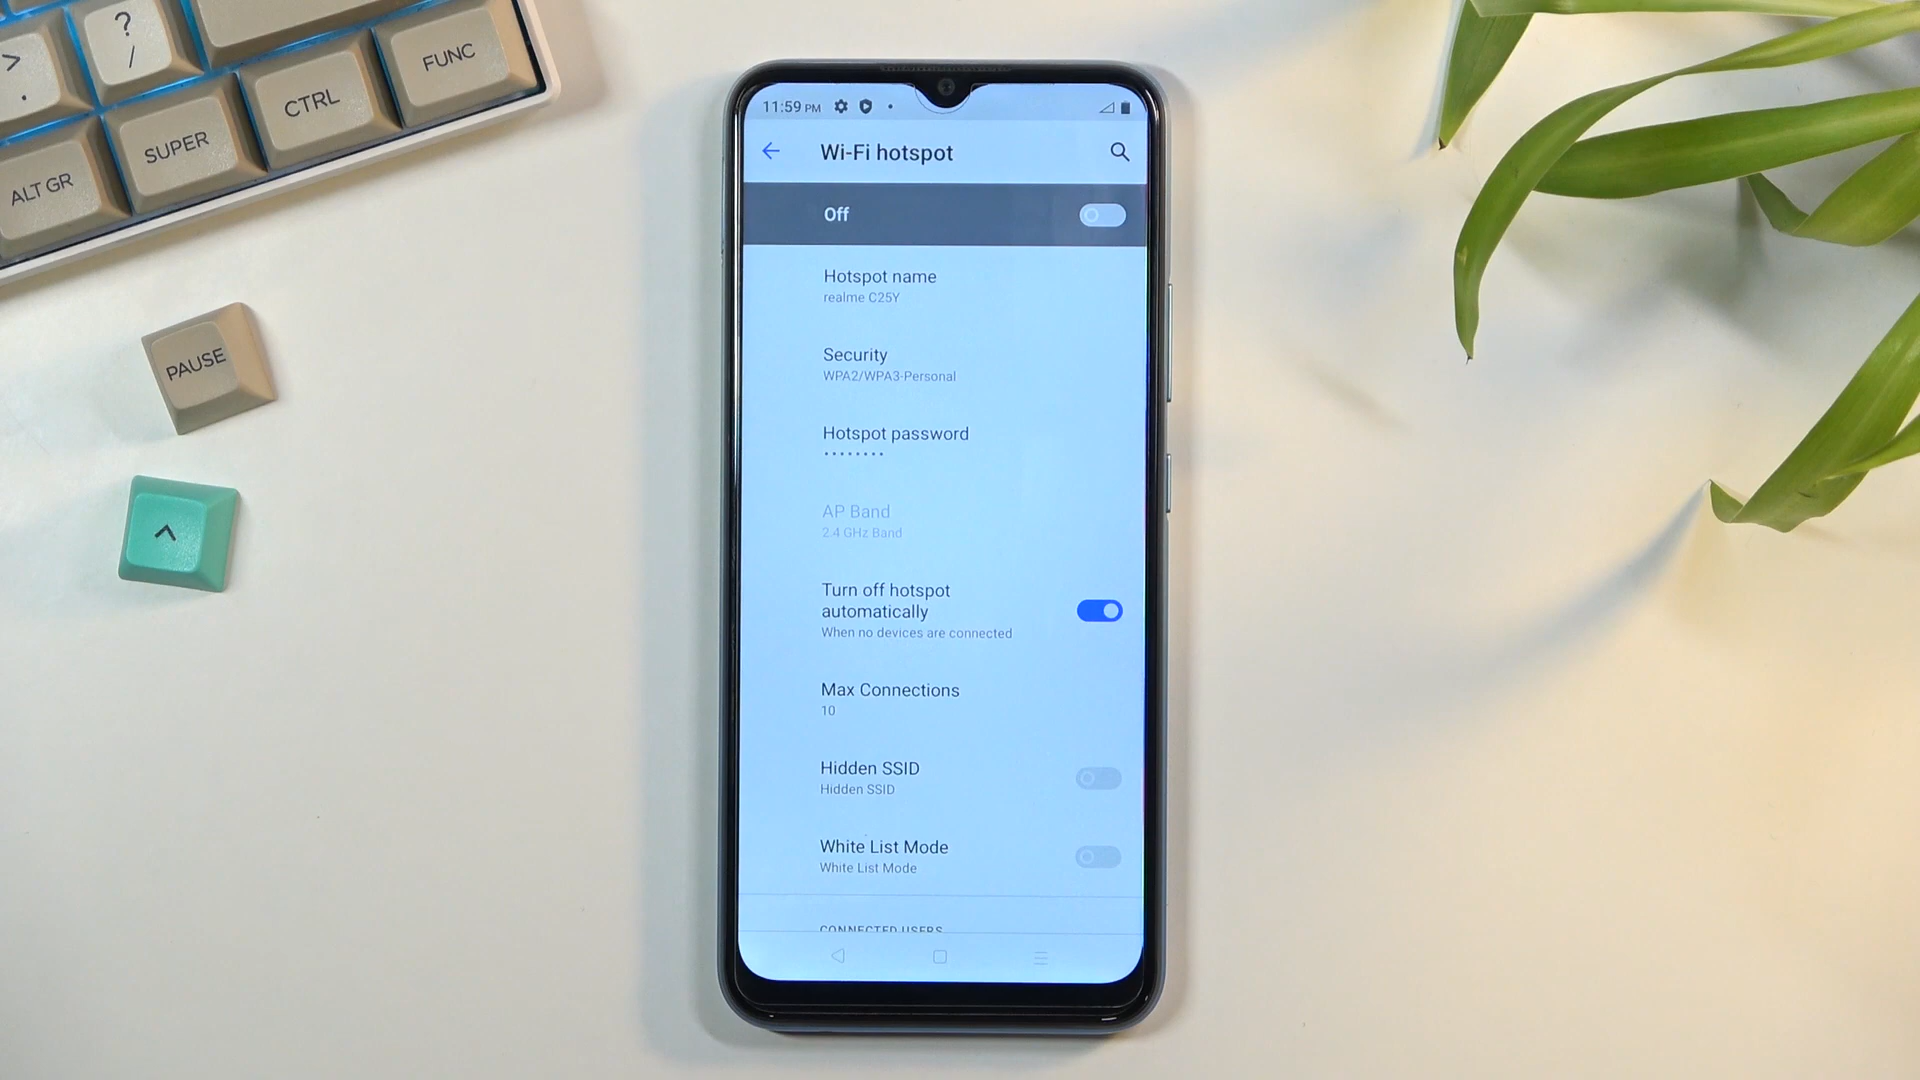 >
.
?
/
FUNC
CTRL
SUPER
ALT GR
PAUSE
^
11:59 PM
Wi-Fi hotspot
Off
Hotspot name
realme C25Y
Security
WPA2/WPA3-Personal
Hotspot password
••••••••
AP Band
2.4 GHz Band
Turn off hotspot
automatically
When no devices are connected
Max Connections
10
Hidden SSID
Hidden SSID
White List Mode
White List Mode
CONNECTED USERS